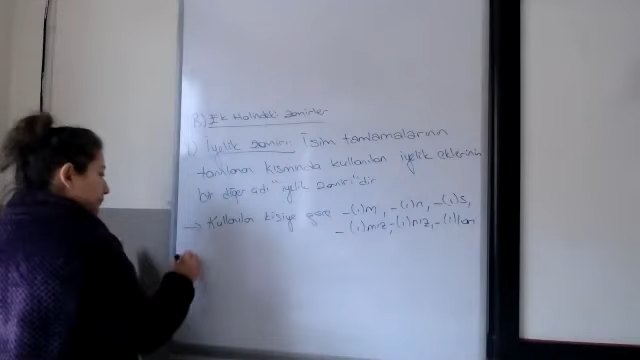 B) Ek Halindeki Zamirler
1) İyelik Zamiri: İsim tamlamalarının
tamlanan kısmında kullanılan iyelik eklerinin
bir diğer adı "iyelik zamiri"dir
→ Kullanılan kişiye göre -(ı)m, -(ı)n, -(ı)s,
-(ı)mız, -(ı)nız, -(ı)ları